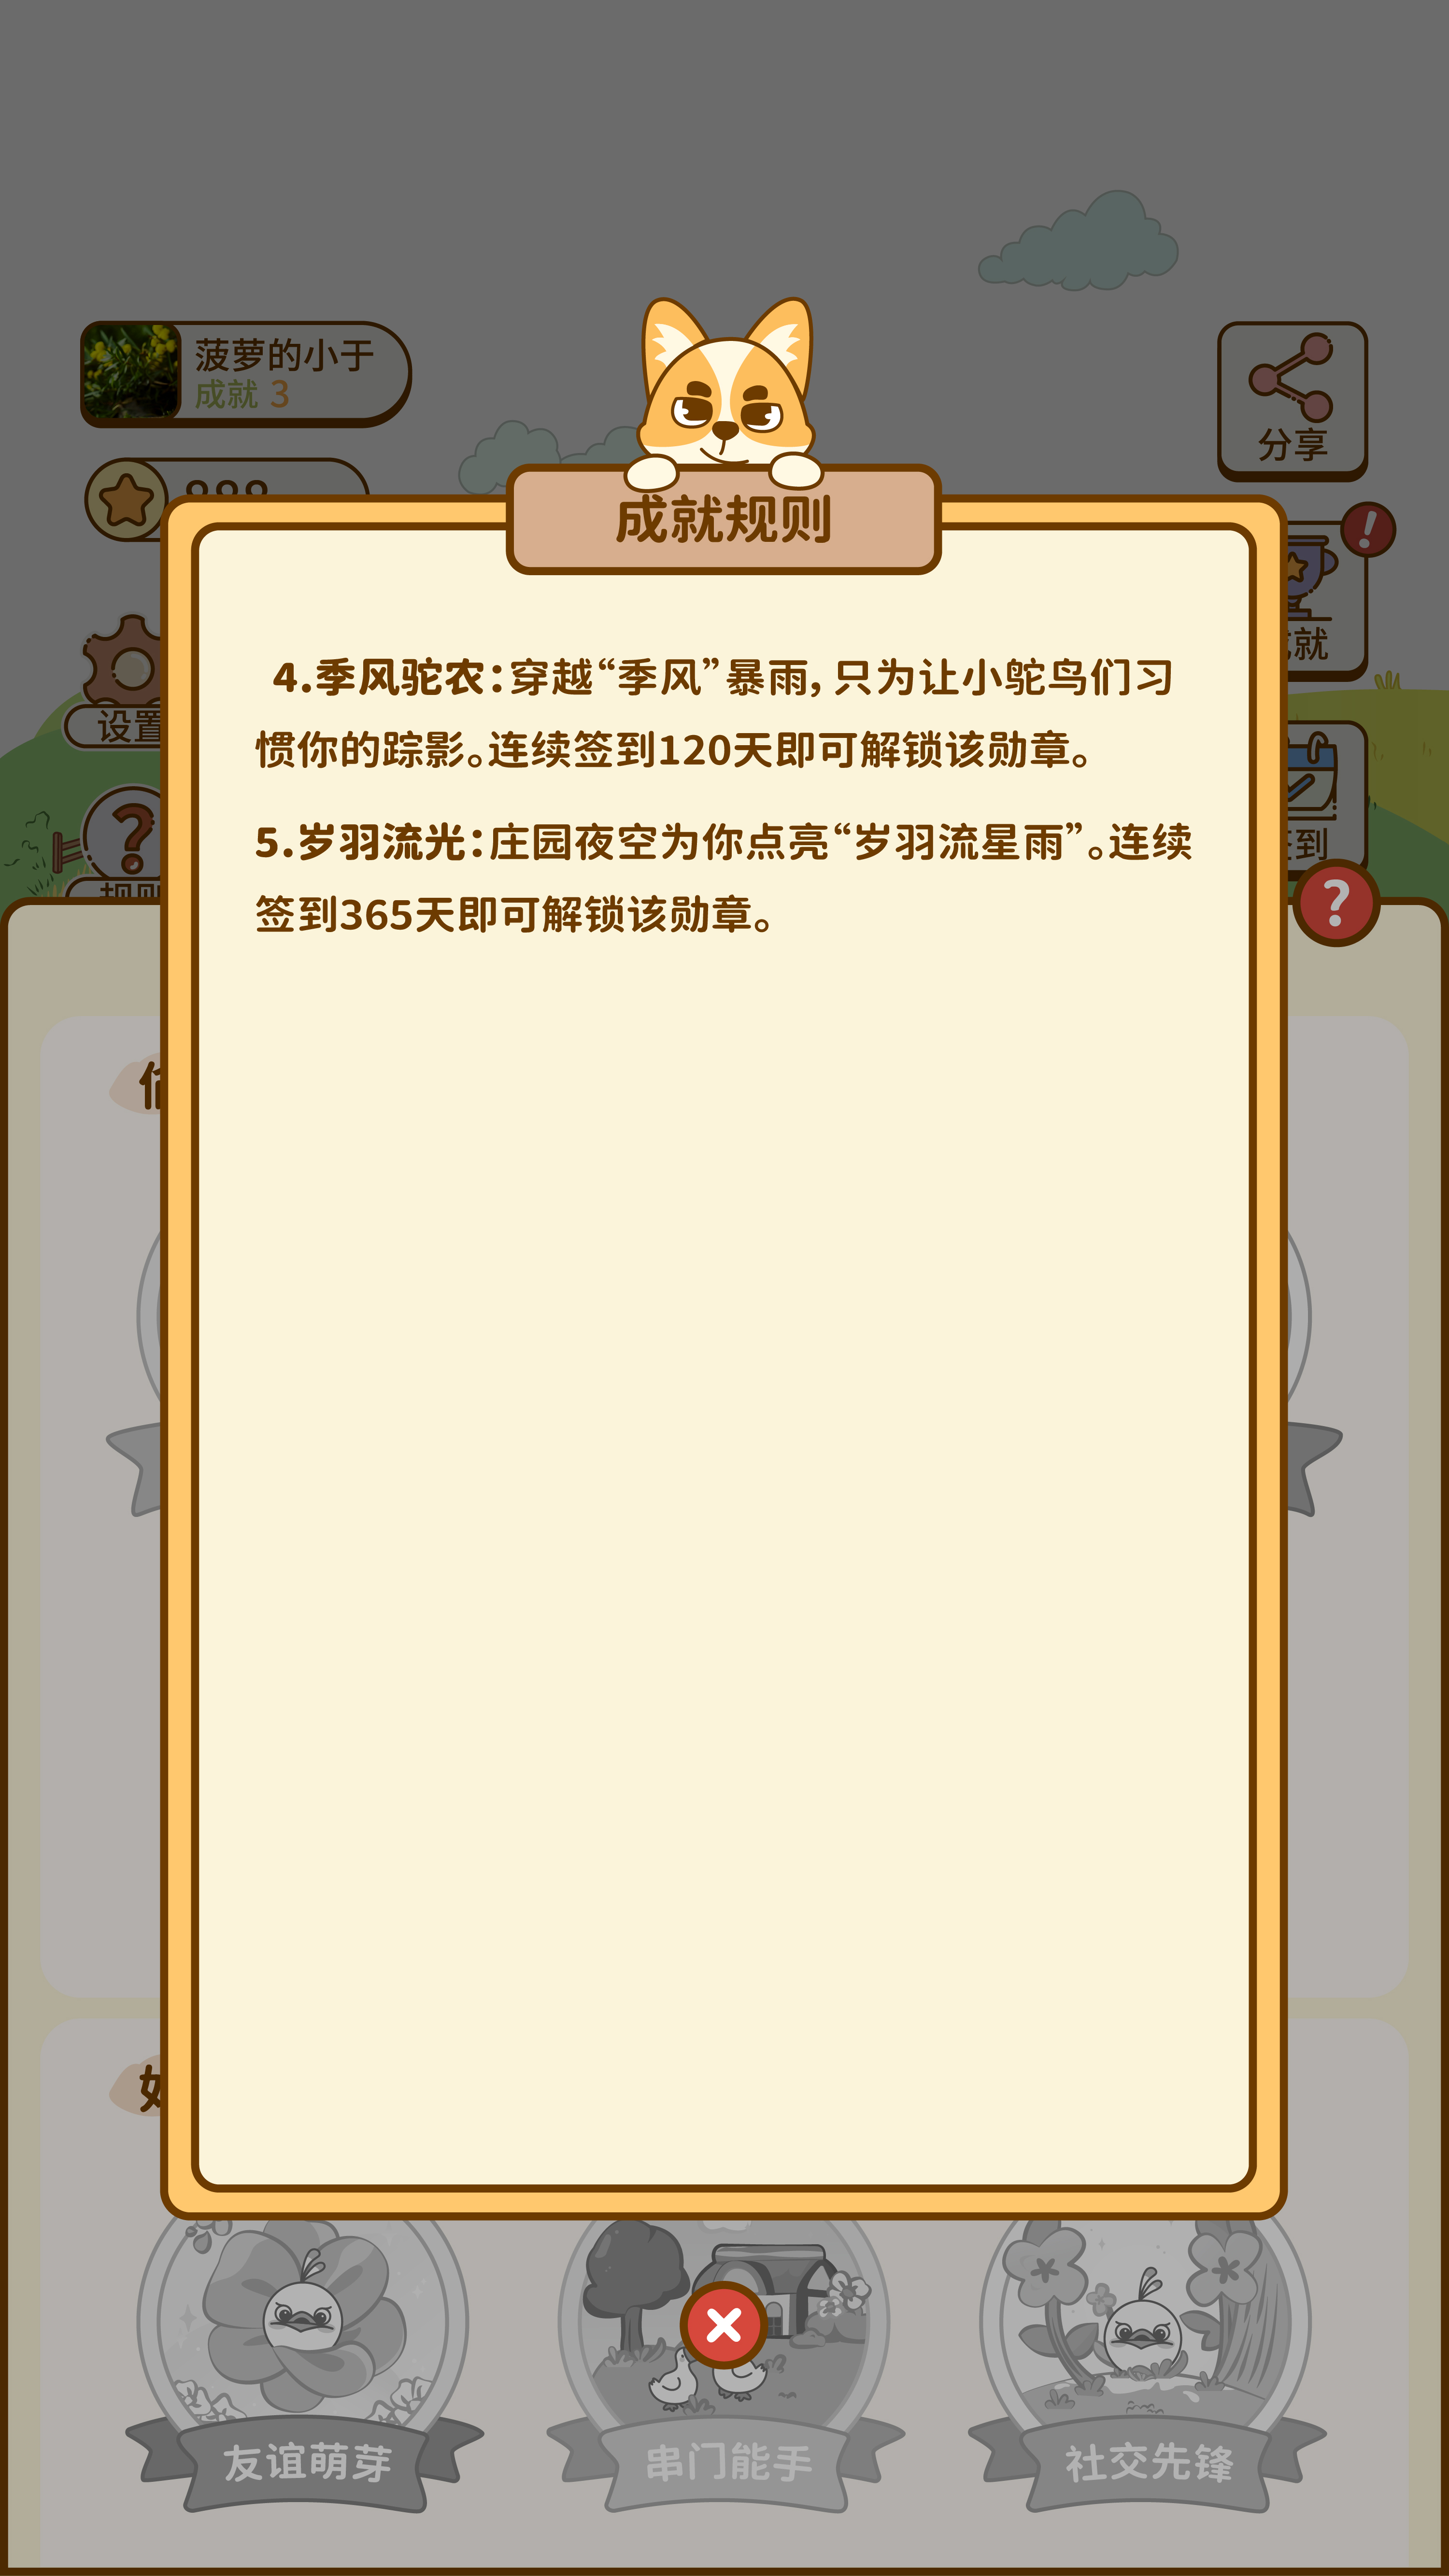 菠萝的小于
成就 3
分享
成就规则
设置
4.季风驼农：穿越“季风”暴雨，只为让小鸵鸟们习
惯你的踪影。连续签到120天即可解锁该勋章。
5.岁羽流光：庄园夜空为你点亮“岁羽流星雨”。连续
签到365天即可解锁该勋章。
就
到
友谊萌芽
串门能手
社交先锋